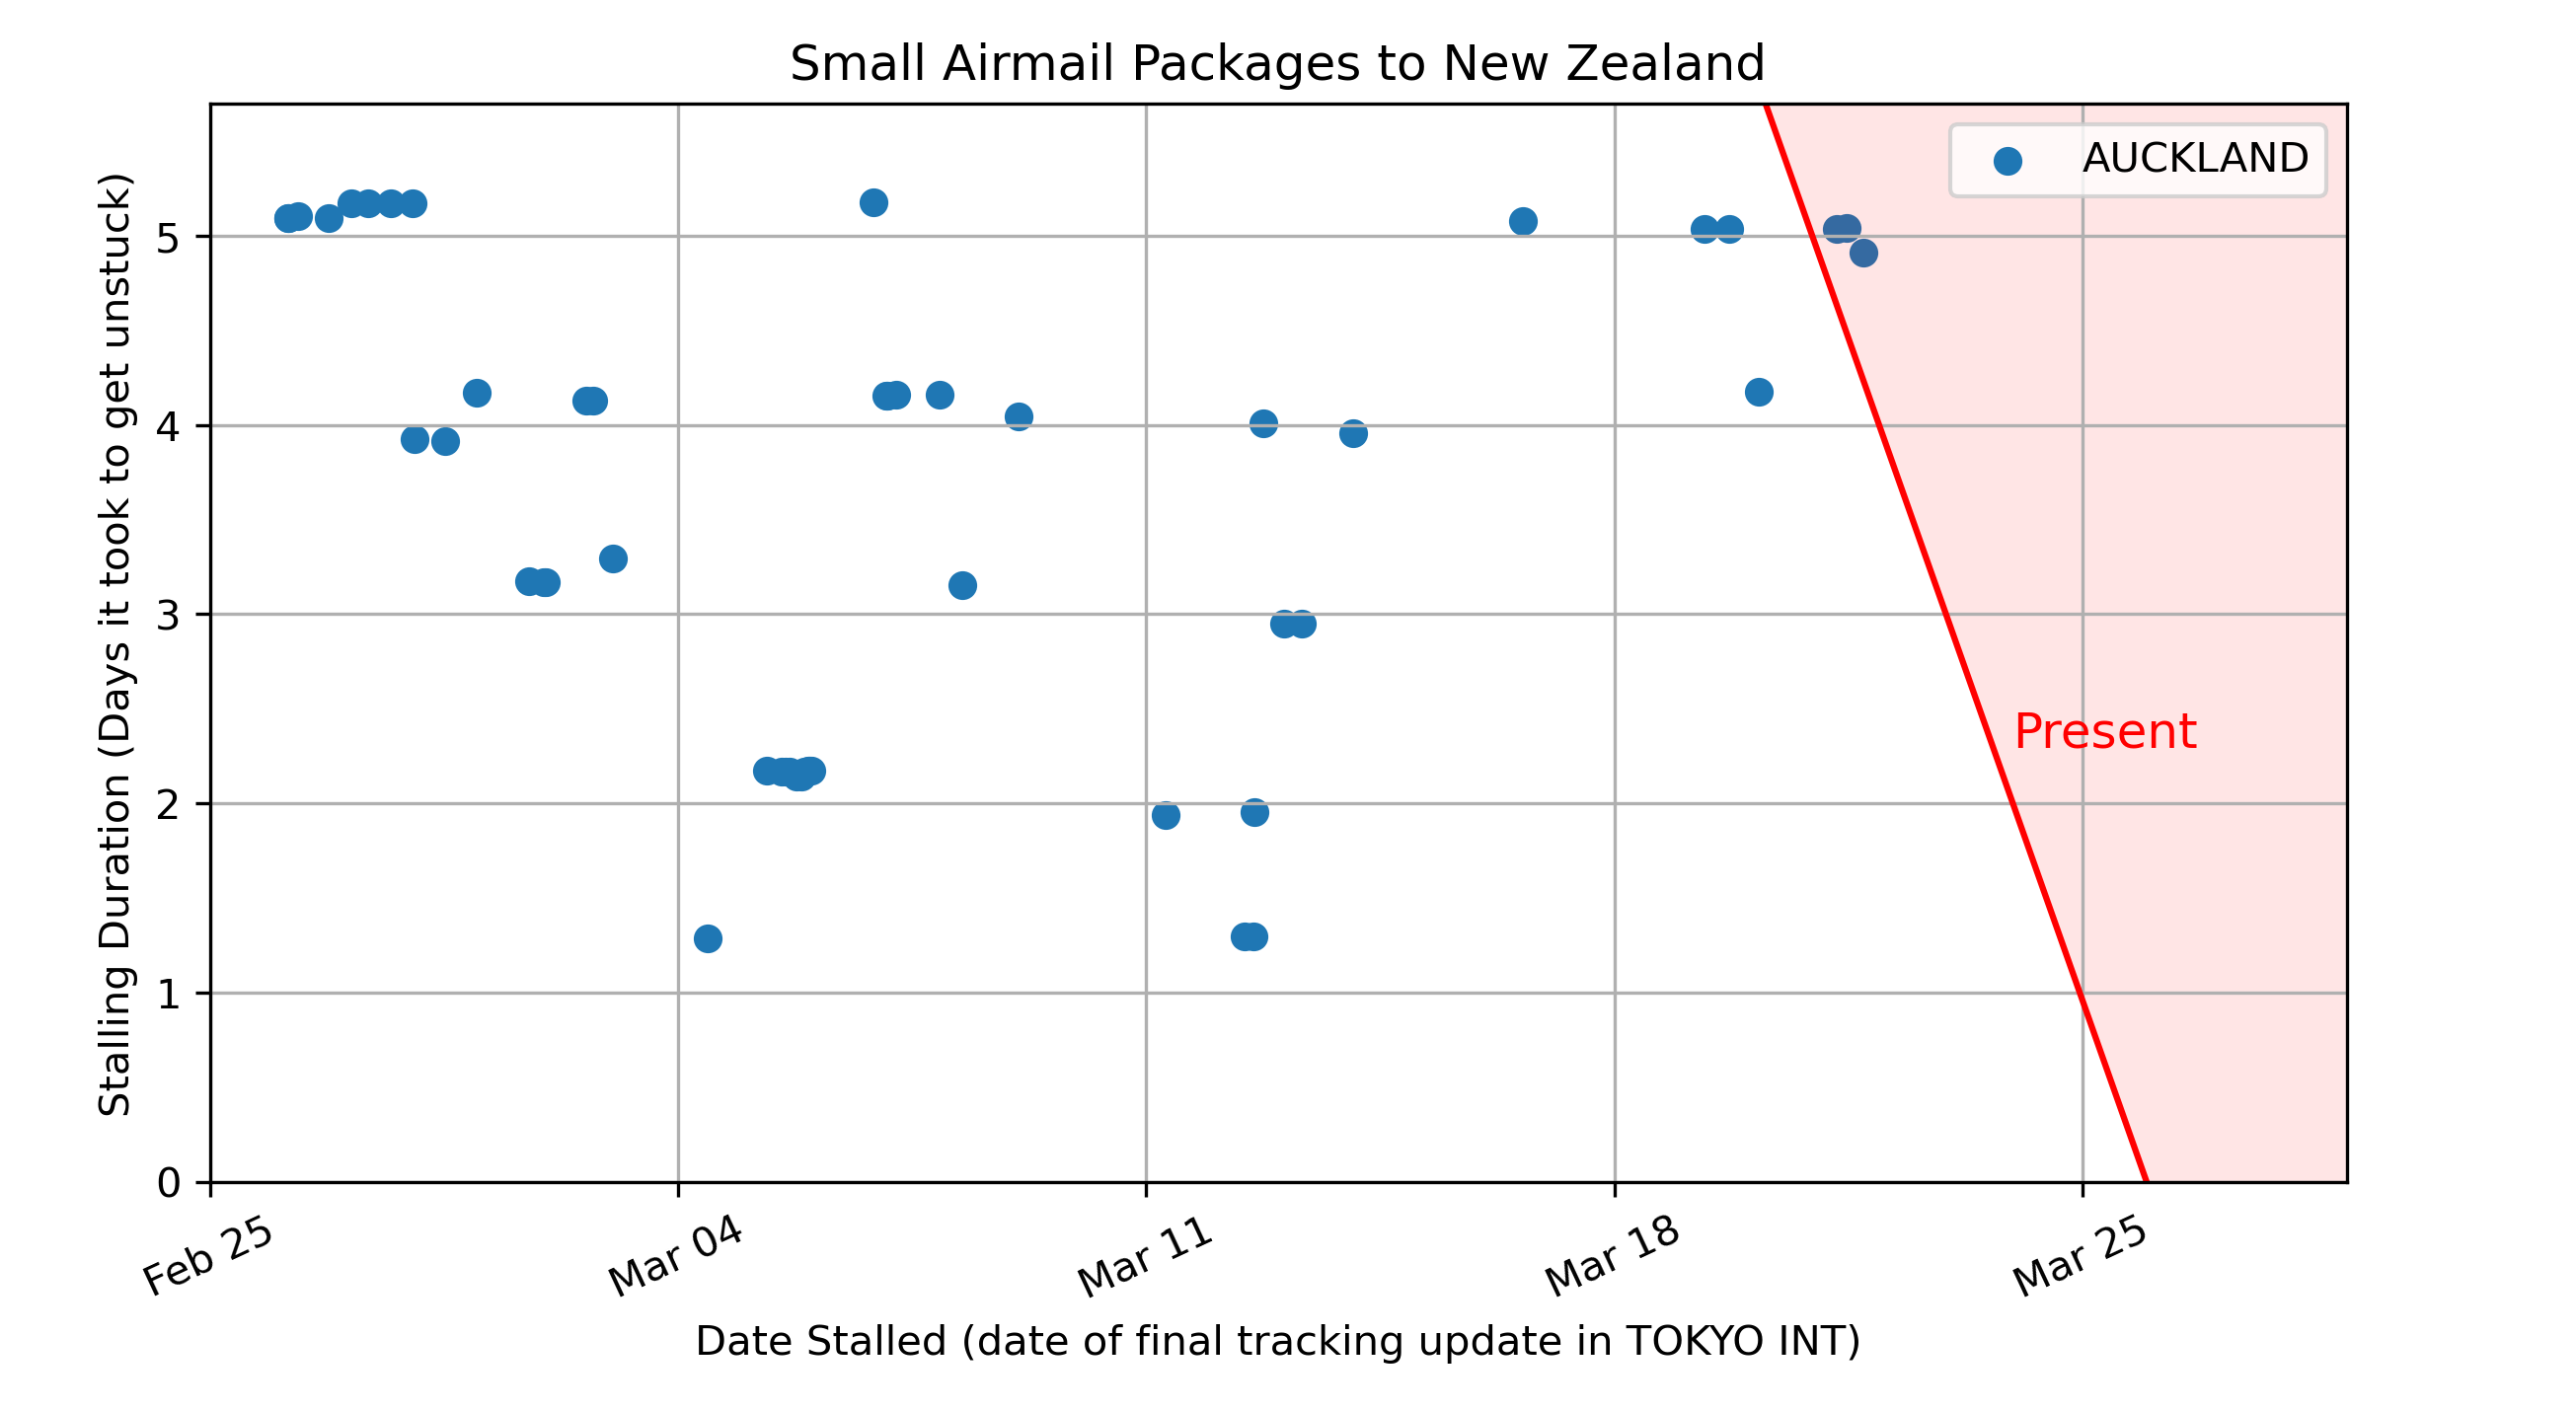 Small Airmail Packages to New Zealand
AUCKLAND
Stalling Duration (Days it took to get unstuck)
5
4
3
2
1
0
Present
Feb 25
Mar 04
Mar 11
Mar 18
Mar 25
Date Stalled (date of final tracking update in TOKYO INT)